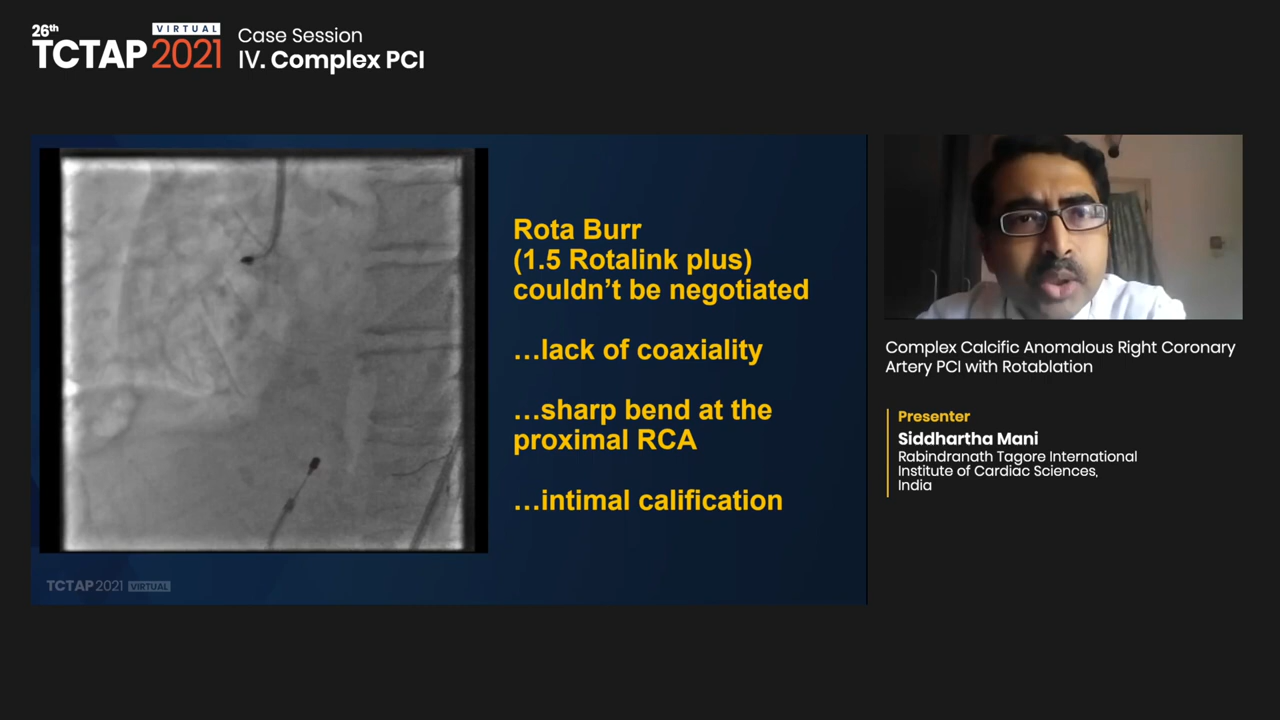 26th
TCTAP
VIRTUAL
2021
Case Session
IV. Complex PCI
Rota Burr
(1.5 Rotalink plus)
couldn’t be negotiated
…lack of coaxiality
…sharp bend at the
proximal RCA
…intimal calification
TCTAP 2021 VIRTUAL
Complex Calcific Anomalous Right Coronary
Artery PCI with Rotablation
Presenter
Siddhartha Mani
Rabindranath Tagore International
Institute of Cardiac Sciences,
India